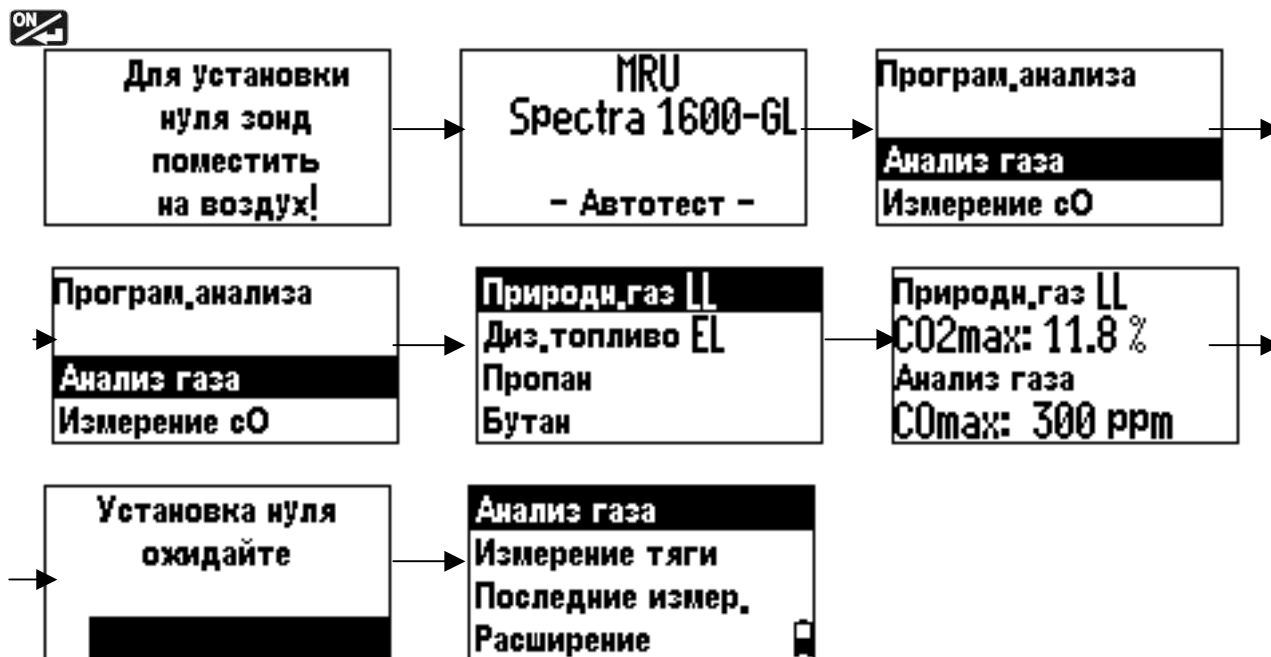 ON
Для установки
нуля зонд
поместить
на воздух!
MRU
Spectra 1600-GL
- Автотест -
Програм.анализа
Анализ газа
Измерение сО
Програм.анализа
Анализ газа
Измерение сО
Природн.газ LL
Диз.топливо EL
Пропан
Бутан
Природн.газ LL
CO2max: 11.8 %
Анализ газа
COmax: 300 ppm
Установка нуля
ожидайте
Анализ газа
Измерение тяги
Последние измер.
Расширение